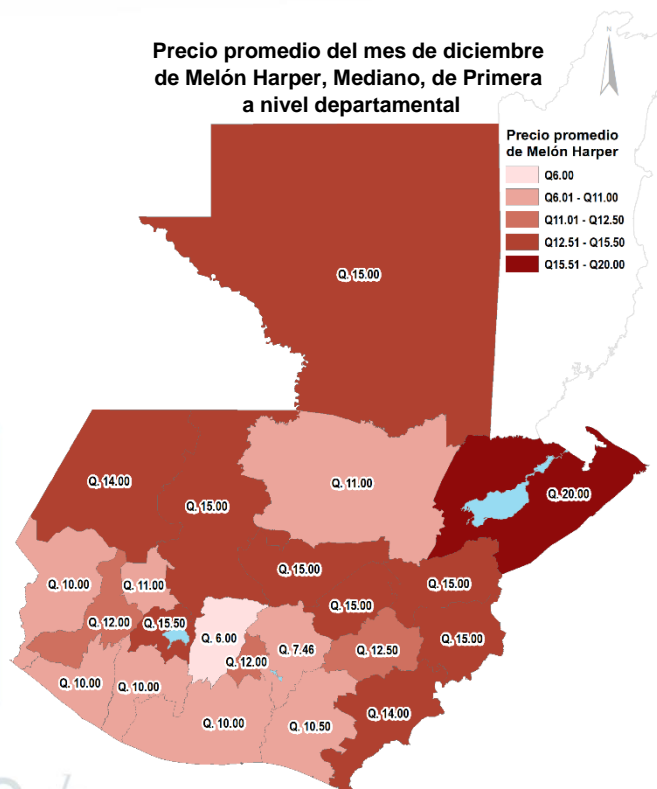 Precio promedio del mes de diciembre
de Melón Harper, Mediano, de Primera
a nivel departamental
N
Precio promedio
de Melón Harper
Q6.00
Q6.01 - Q11.00
Q11.01 - Q12.50
Q12.51 - Q15.50
Q15.51 - Q20.00
Q. 15.00
Q. 14.00
Q. 11.00
Q. 20.00
Q. 15.00
Q. 15.00
Q. 10.00
Q. 11.00
Q. 15.00
Q. 15.00
Q. 12.00
Q. 15.50
Q. 6.00
Q. 7.46
Q. 12.50
Q. 15.00
Q. 12.00
Q. 10.00
Q. 10.00
Q. 10.00
Q. 10.50
Q. 14.00